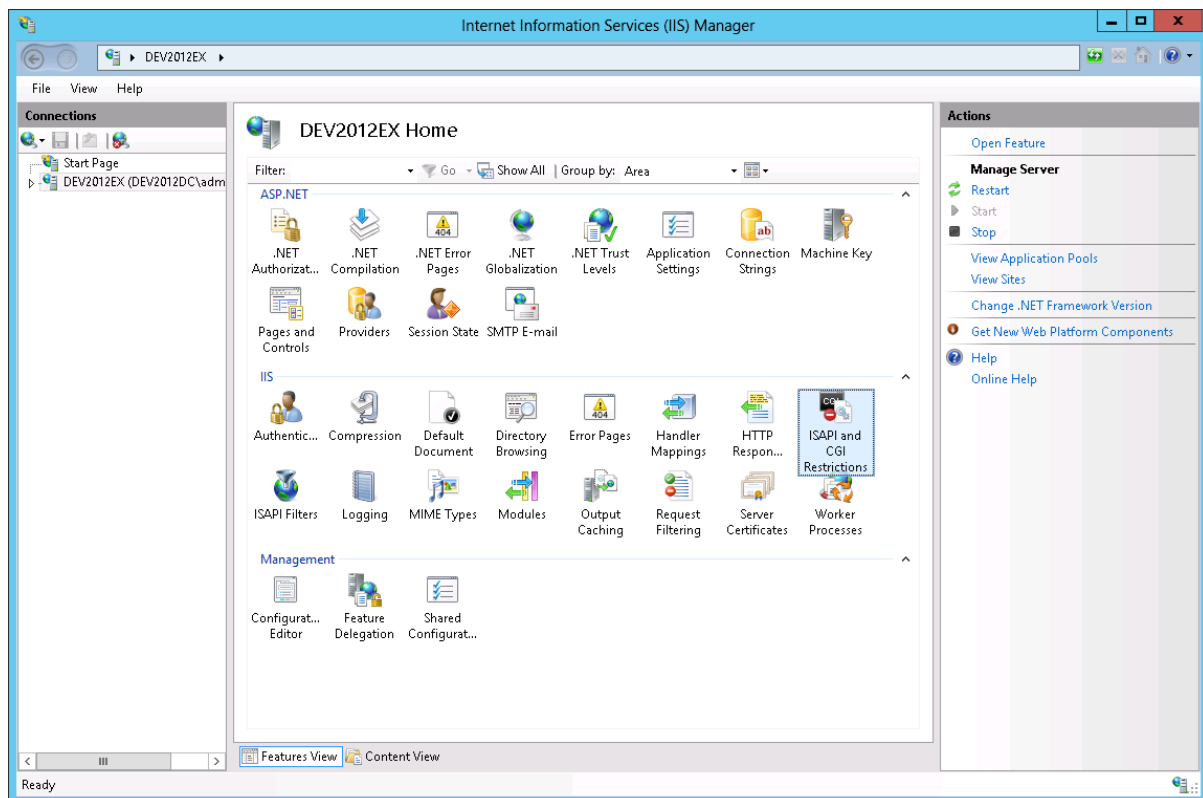 Internet Information Services (IIS) Manager
DEV2012EX
File View Help
Connections
Start Page
DEV2012EX (DEV2012DC\adm
DEV2012EX Home
Filter: Go Show All Group by: Area
ASP.NET
.NET Authorizat...
.NET Compilation
.NET Error Pages
.NET Globalization
.NET Trust Levels
Application Settings
Connection Strings
Machine Key
Pages and Controls
Providers
Session State
SMTP E-mail
IIS
Authentic...
Compression
Default Document
Directory Browsing
Error Pages
Handler Mappings
HTTP Respon...
ISAPI and CGI Restrictions
ISAPI Filters
Logging
MIME Types
Modules
Output Caching
Request Filtering
Server Certificates
Worker Processes
Management
Configurat... Editor
Feature Delegation
Shared Configurat...
Features View
Content View
Actions
Open Feature
Manage Server
Restart
Start
Stop
View Application Pools
View Sites
Change .NET Framework Version
Get New Web Platform Components
Help
Online Help
Ready